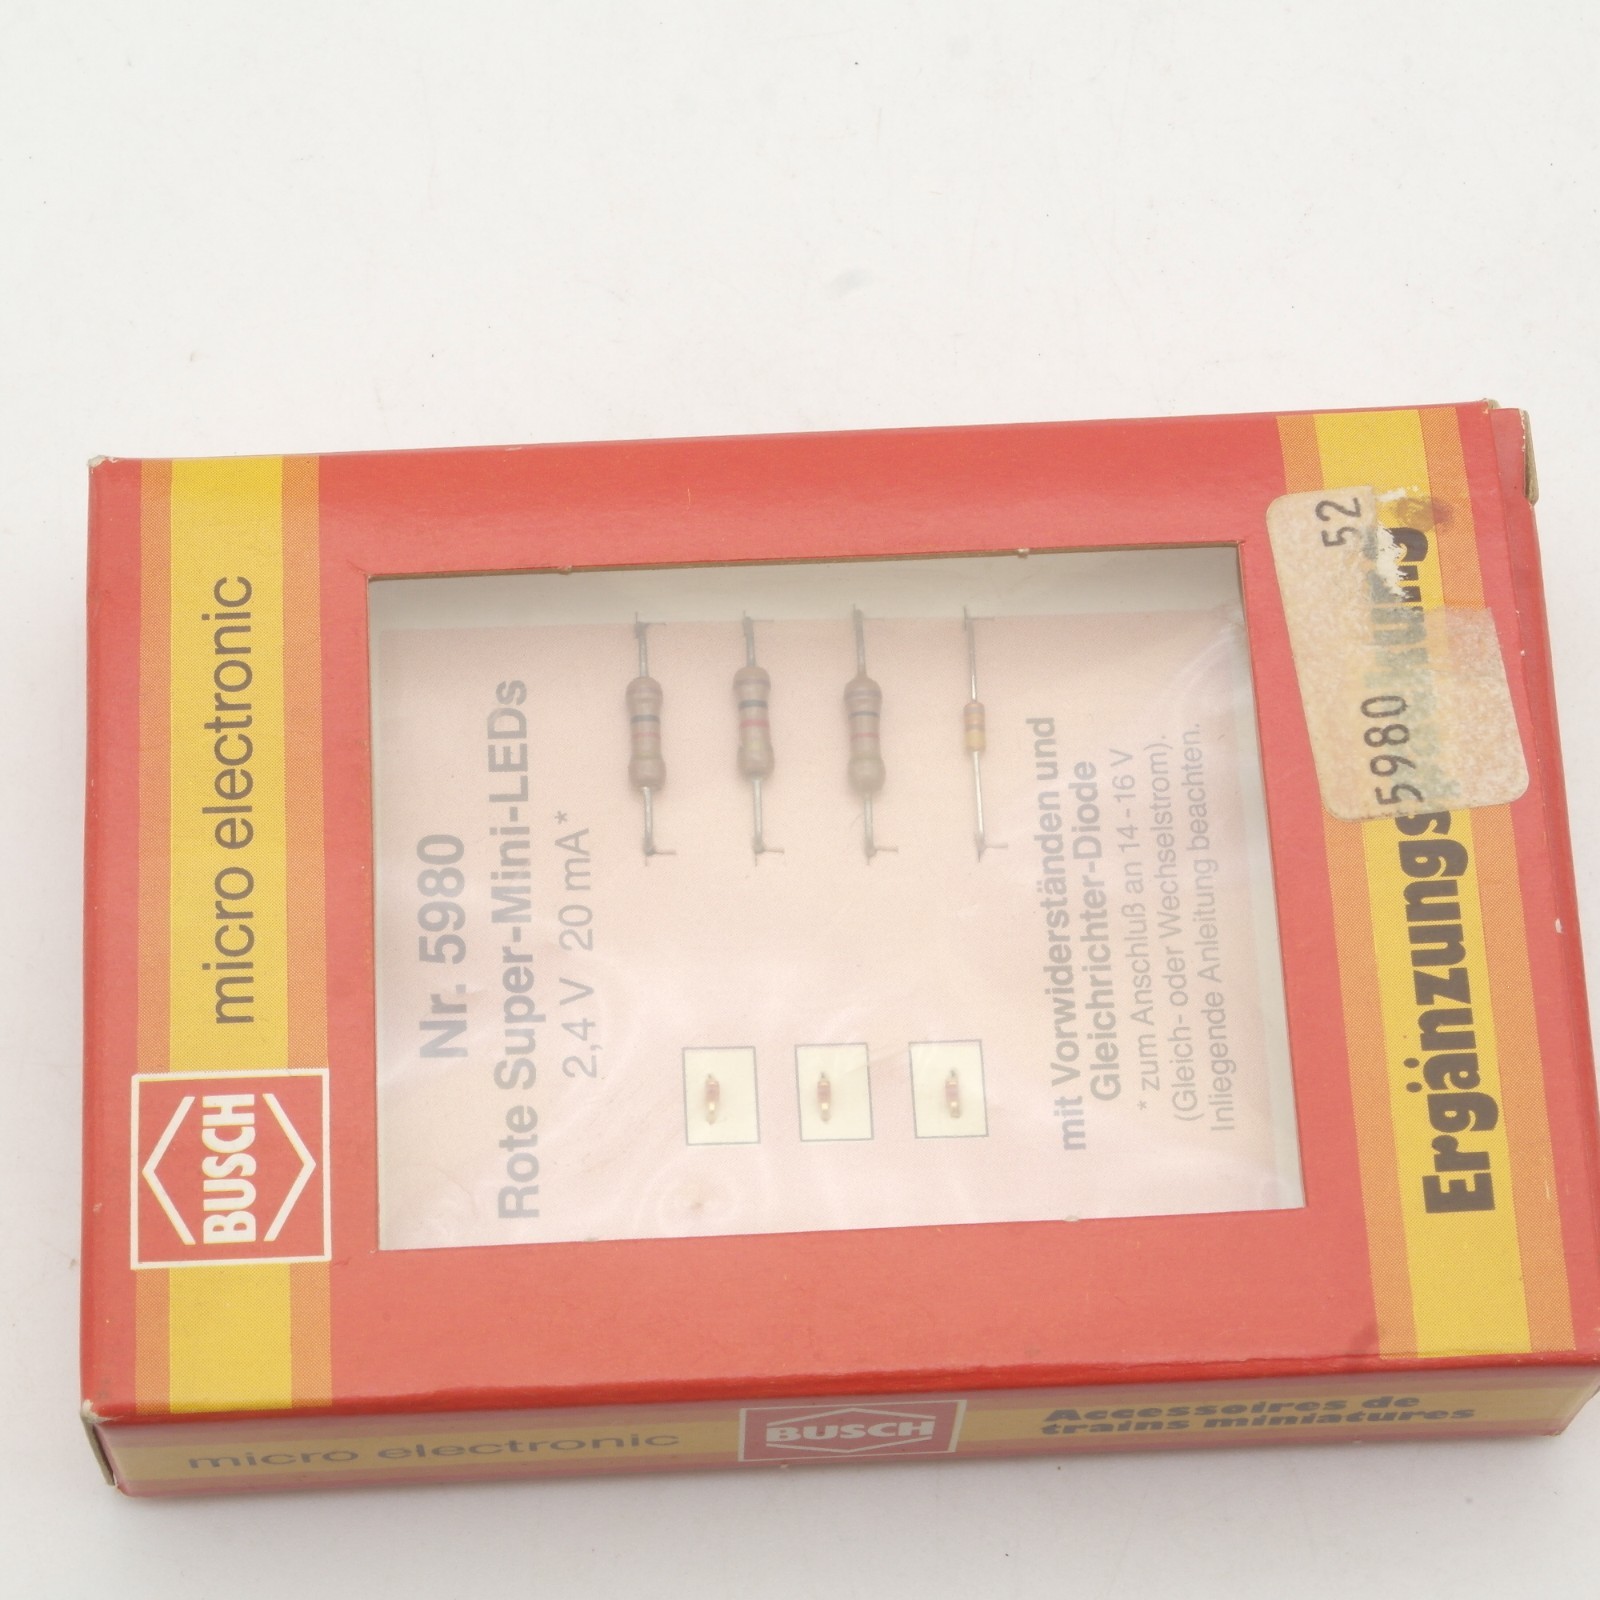 micro electronic
BUSCH
Nr. 5980
Rote Super-Mini-LEDs
2,4 V 20 mA*
mit Vorwiderständen und
Gleichrichter-Diode
* zum Anschluß an 14-16 V
(Gleich- oder Wechselstrom).
Inliegende Anleitung beachten.
52
5980
micro electronic
BUSCH
Accessoires de
trains miniatures